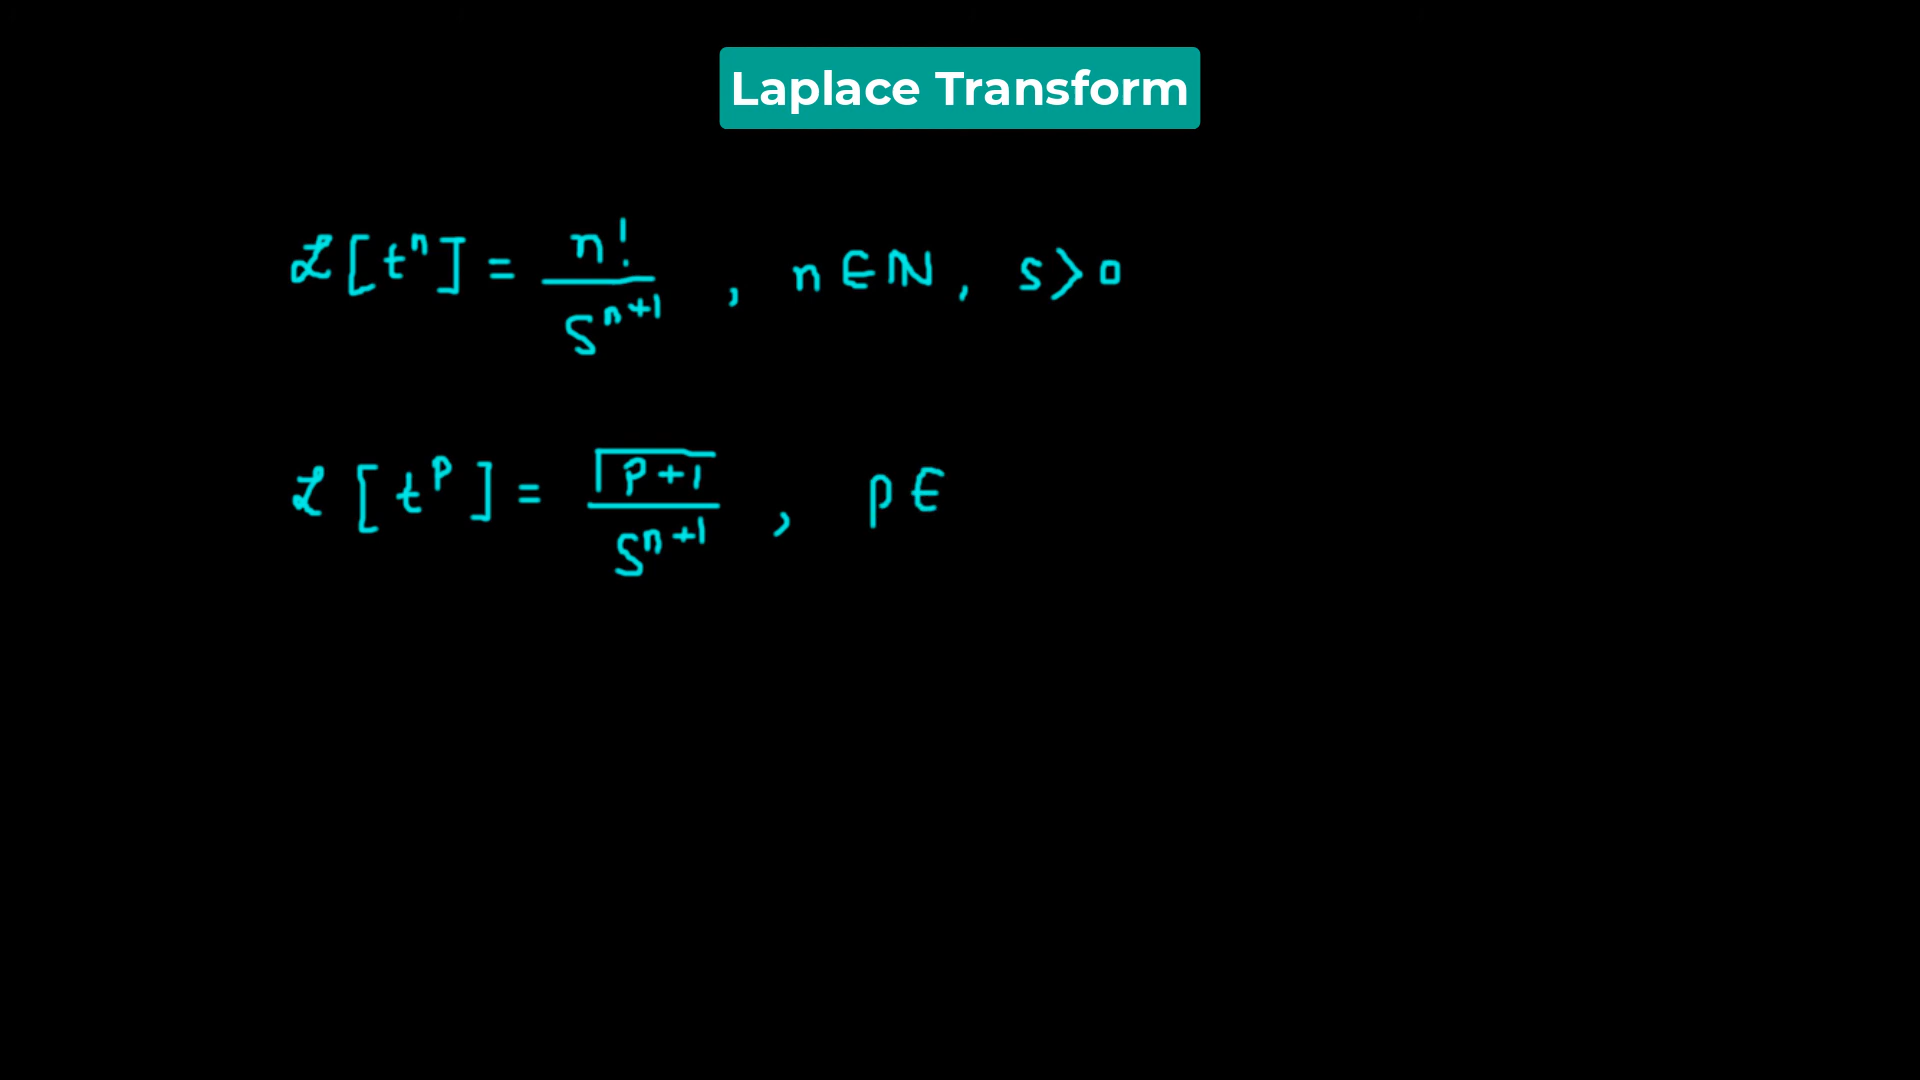 Laplace Transform
ℒ[tⁿ] = n! / sⁿ⁺¹ , n ∈ ℕ, s > 0
ℒ[tᵖ] = Γ(p+1) / sⁿ⁺¹ , p ∈